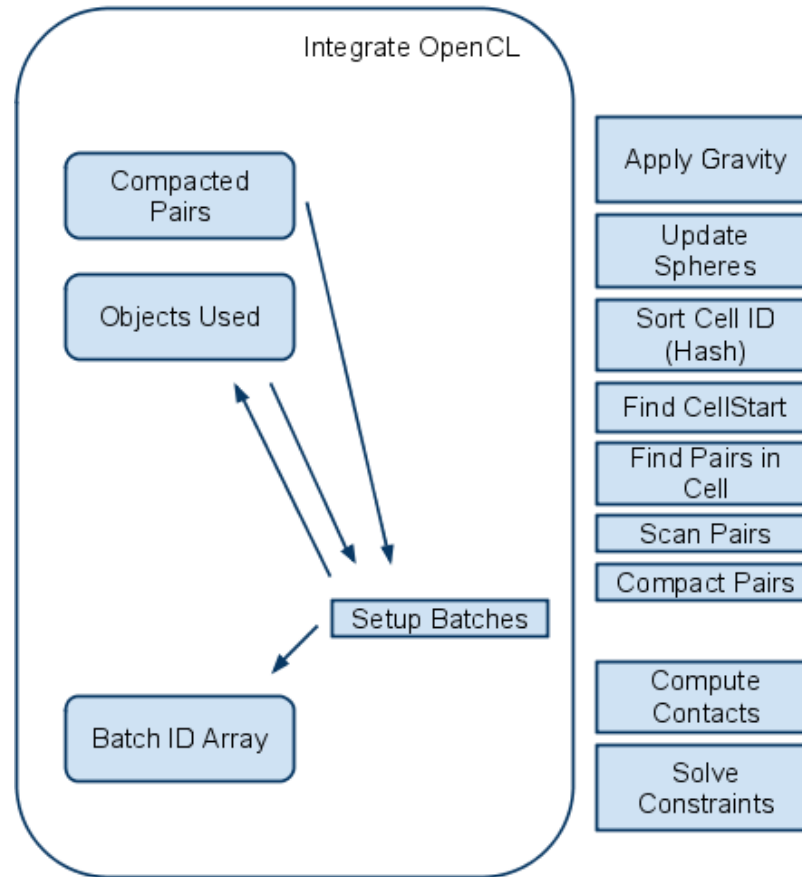 Integrate OpenCL
Compacted
Pairs
Objects Used
Setup Batches
Batch ID Array
Apply Gravity
Update
Spheres
Sort Cell ID
(Hash)
Find CellStart
Find Pairs in
Cell
Scan Pairs
Compact Pairs
Compute
Contacts
Solve
Constraints